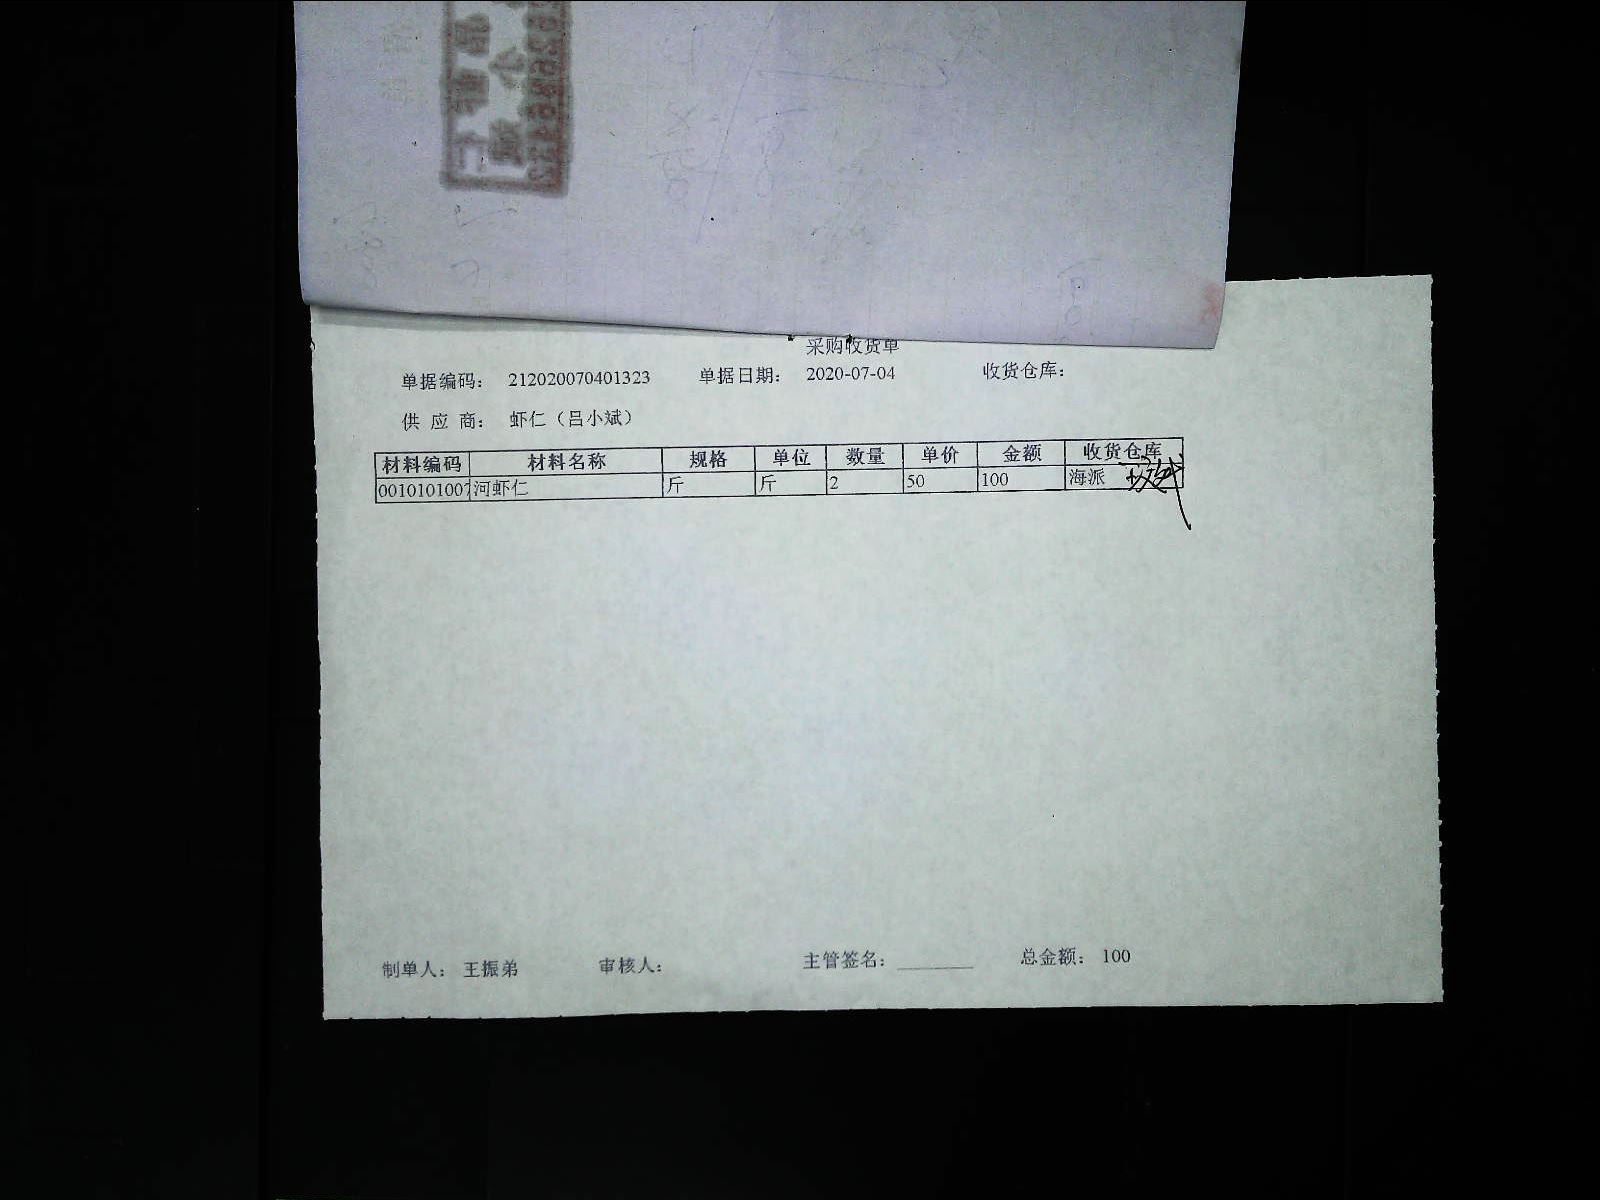 采购收货单
单据编码: 212020070401323 单据日期: 2020-07-04 收货仓库:
供 应 商: 虾仁（吕小斌）
材料编码 材料名称 规格 单位 数量 单价 金额 收货仓库
0010101007 河虾仁 斤 斤 2 50 100 海派
制单人: 王振弟 审核人: 主管签名: ________ 总金额: 100